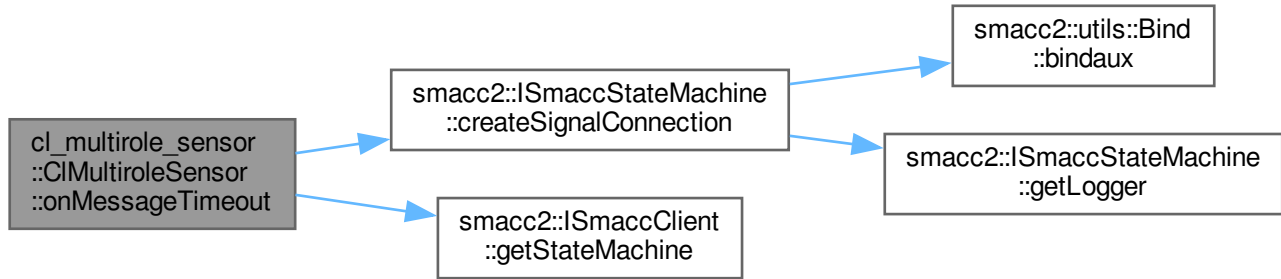 cl_multirole_sensor
::ClMultiroleSensor
::onMessageTimeout
smacc2::ISmaccStateMachine
::createSignalConnection
smacc2::utils::Bind
::bindaux
smacc2::ISmaccStateMachine
::getLogger
smacc2::ISmaccClient
::getStateMachine